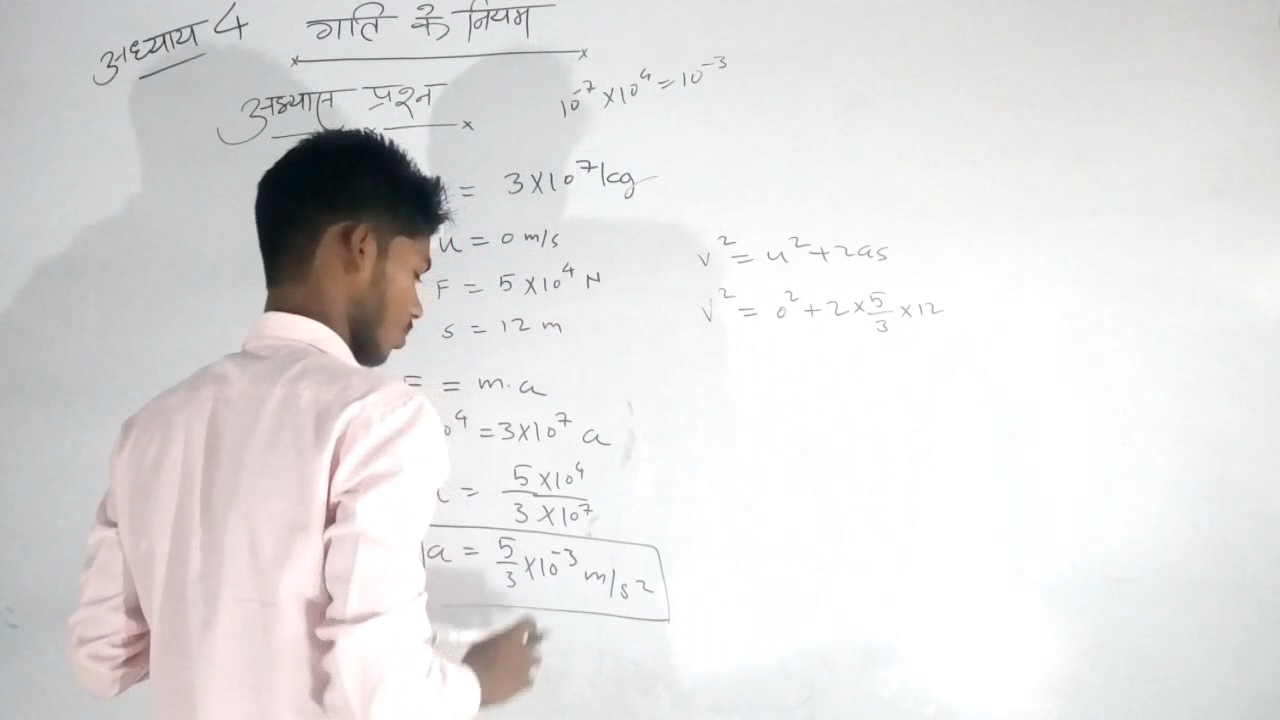 अध्याय 4 गति के नियम
अभ्यास प्रश्न
10⁻⁷ × 10⁴ = 10⁻³
= 3×10⁷ kg
u = 0 m/s
F = 5×10⁴ N
s = 12 m
F = m.a
⁴ = 3×10⁷ a
= 5×10⁴ / 3×10⁷
a = 5/3 ×10⁻³ m/s²
v² = u² + 2as
v² = 0² + 2 × 5/3 × 12